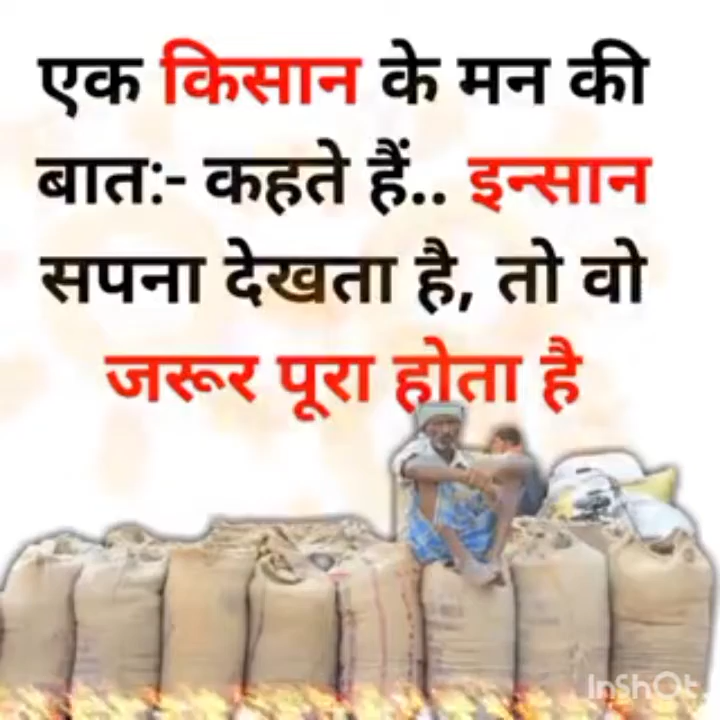 एक किसान के मन की
बात:- कहते हैं.. इन्सान
सपना देखता है, तो वो
जरूर पूरा होता है
InShOt